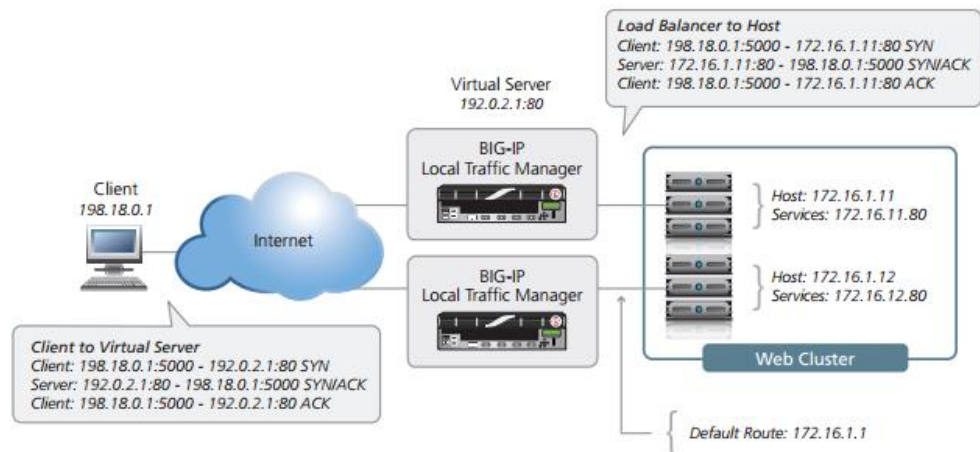 Load Balancer to Host
Client: 198.18.0.1:5000 - 172.16.1.11:80 SYN
Server: 172.16.1.11:80 - 198.18.0.1:5000 SYN/ACK
Client: 198.18.0.1:5000 - 172.16.1.11:80 ACK
Virtual Server
192.0.2.1:80
BIG-IP
Local Traffic Manager
Client
198.18.0.1
Internet
Host: 172.16.1.11
Services: 172.16.11.80
BIG-IP
Local Traffic Manager
Host: 172.16.1.12
Services: 172.16.12.80
Web Cluster
Client to Virtual Server
Client: 198.18.0.1:5000 - 192.0.2.1:80 SYN
Server: 192.0.2.1:80 - 198.18.0.1:5000 SYN/ACK
Client: 198.18.0.1:5000 - 192.0.2.1:80 ACK
Default Route: 172.16.1.1